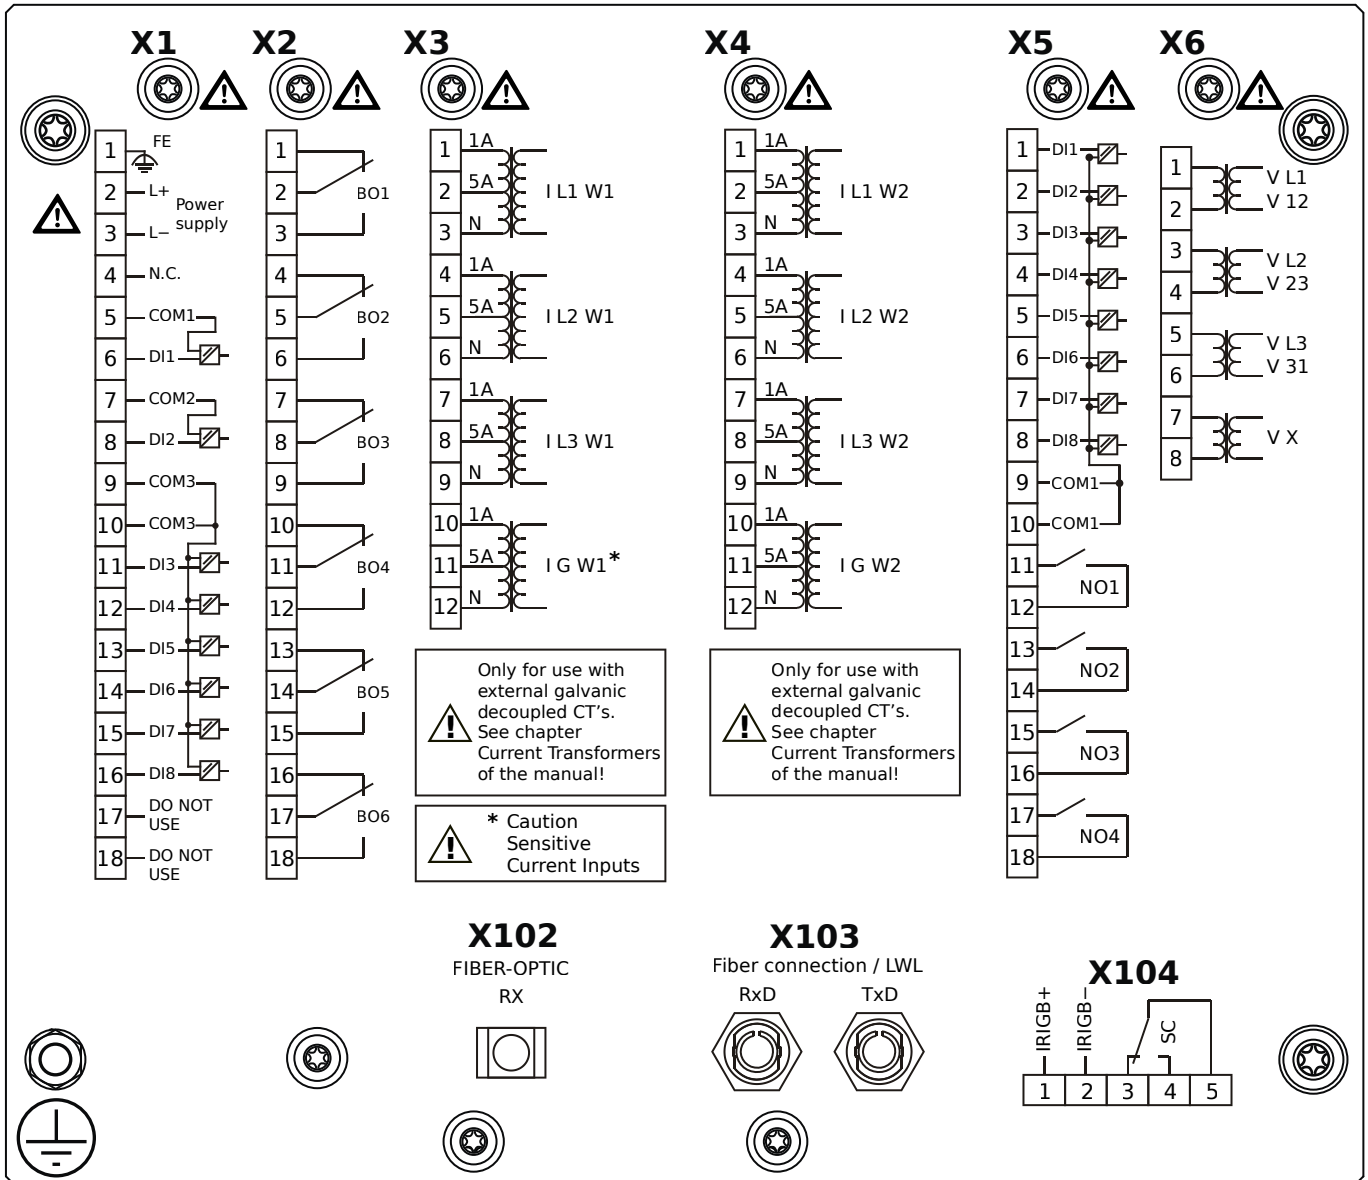 X1 X2 X3 X4 X5 X6
1 FE
2 L+
Power
supply
3 L−
4 N.C.
5 COM1
6 DI1
7 COM2
8 DI2
9 COM3
10 COM3
11 DI3
12 DI4
13 DI5
14 DI6
15 DI7
16 DI8
17 DO NOT
USE
18 DO NOT
USE
1
2 BO1
3
4
5 BO2
6
7
8 BO3
9
10
11 BO4
12
13
14 BO5
15
16
17 BO6
18
1 1A
2 5A I L1 W1
3 N
4 1A
5 5A I L2 W1
6 N
7 1A
8 5A I L3 W1
9 N
10 1A
11 5A I G W1*
12 N
Only for use with
external galvanic
decoupled CT's.
See chapter
Current Transformers
of the manual!
* Caution
Sensitive
Current Inputs
1 1A
2 5A I L1 W2
3 N
4 1A
5 5A I L2 W2
6 N
7 1A
8 5A I L3 W2
9 N
10 1A
11 5A I G W2
12 N
Only for use with
external galvanic
decoupled CT's.
See chapter
Current Transformers
of the manual!
1 DI1
2 DI2
3 DI3
4 DI4
5 DI5
6 DI6
7 DI7
8 DI8
9 COM1
10 COM1
11
NO1
12
13
NO2
14
15
NO3
16
17
NO4
18
1
V L1
V 12
2
3
V L2
V 23
4
5
V L3
V 31
6
7
V X
8
X102
FIBER-OPTIC
RX
X103
Fiber connection / LWL
RxD TxD
X104
IRIGB+
IRIGB−
SC
1 2 3 4 5